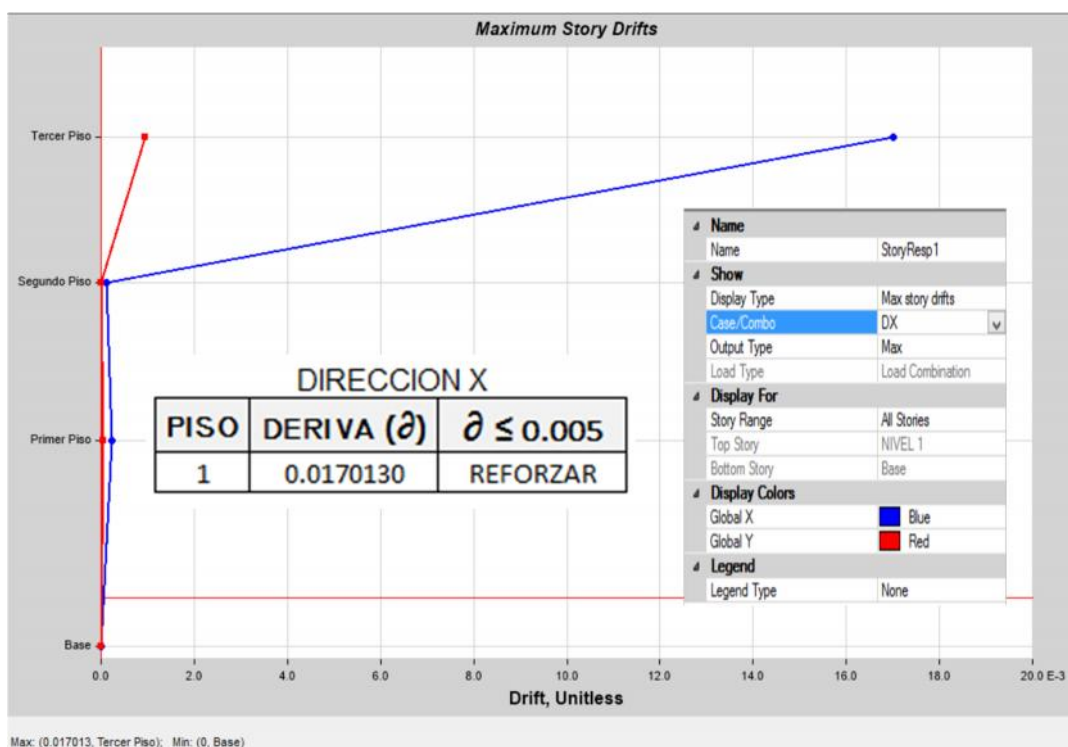 Maximum Story Drifts
Tercer Piso
Segundo Piso
Primer Piso
Base
DIRECCION X
PISO DERIVA (∂) ∂ ≤ 0.005
1 0.0170130 REFORZAR
Name
Name StoryResp1
Show
Display Type Max story drifts
Case/Combo DX
Output Type Max
Load Type Load Combination
Display For
Story Range All Stories
Top Story NIVEL 1
Bottom Story Base
Display Colors
Global X Blue
Global Y Red
Legend
Legend Type None
0.0 2.0 4.0 6.0 8.0 10.0 12.0 14.0 16.0 18.0 20.0 E-3
Drift, Unitless
Max: (0.017013, Tercer Piso); Min: (0, Base)